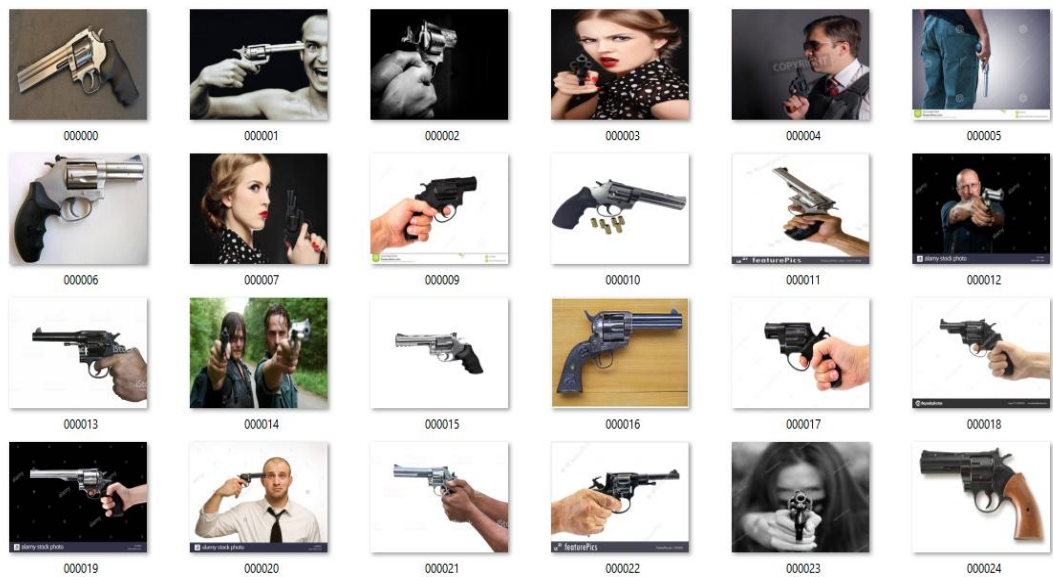 000000 000001 000002 000003 000004 000005
COPYRIGHT
000006 000007 000009 000010 000011 000012
featurePics
alamy stock photo
000013 000014 000015 000016 000017 000018
iStock
000019 000020 000021 000022 000023 000024
alamy stock photo
alamy stock photo
featurePics